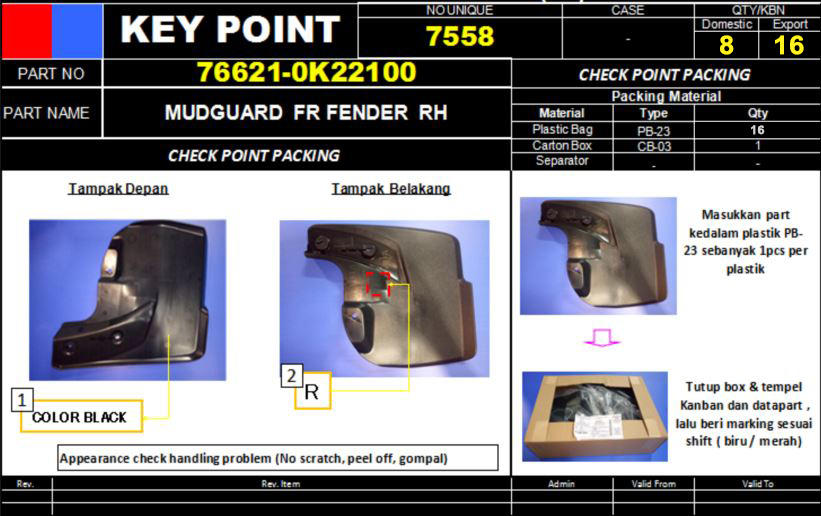 KEY POINT
NO UNIQUE
7558
CASE
-
QTY/KBN
Domestic
Export
8
16
PART NO
76621-0K22100
PART NAME
MUDGUARD FR FENDER RH
CHECK POINT PACKING
CHECK POINT PACKING
Packing Material
Material Type Qty
Plastic Bag PB-23 16
Carton Box CB-03 1
Separator - -
Tampak Depan
Tampak Belakang
1
COLOR BLACK
2
R
Appearance check handling problem (No scratch, peel off, gompal)
Masukkan part
kedalam plastik PB-
23 sebanyak 1pcs per
plastik
Tutup box & tempel
Kanban dan datapart ,
lalu beri marking sesuai
shift ( biru / merah)
Rev. Rev. Item Admin Valid From Valid To